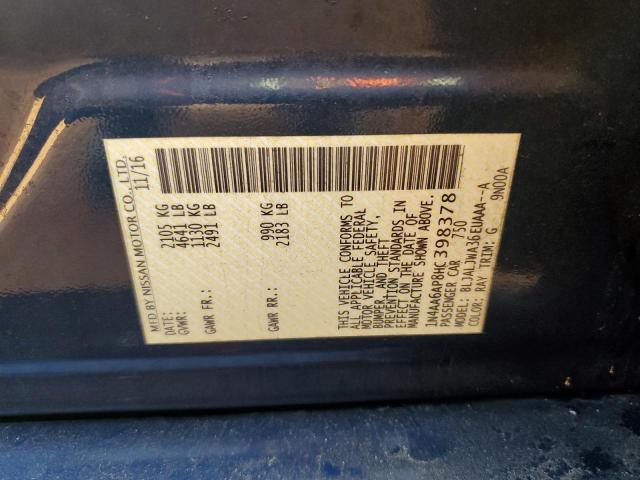 MFD BY NISSAN MOTOR CO., LTD.
11/16
GVWR: 2105 KG
4641 LB
GAWR FR: 1130 KG
2491 LB
GAWR RR: 990 KG
2183 LB
THIS VEHICLE CONFORMS TO
ALL APPLICABLE FEDERAL
MOTOR VEHICLE SAFETY,
BUMPER, AND THEFT
PREVENTION STANDARDS IN
EFFECT ON THE DATE OF
MANUFACTURE SHOWN ABOVE.
1N4AA6AP8HC398378
PASSENGER CAR 750
MODEL: BLJALJWA36EUAAA--A
COLOR: RAY TRIM: G 9N00A